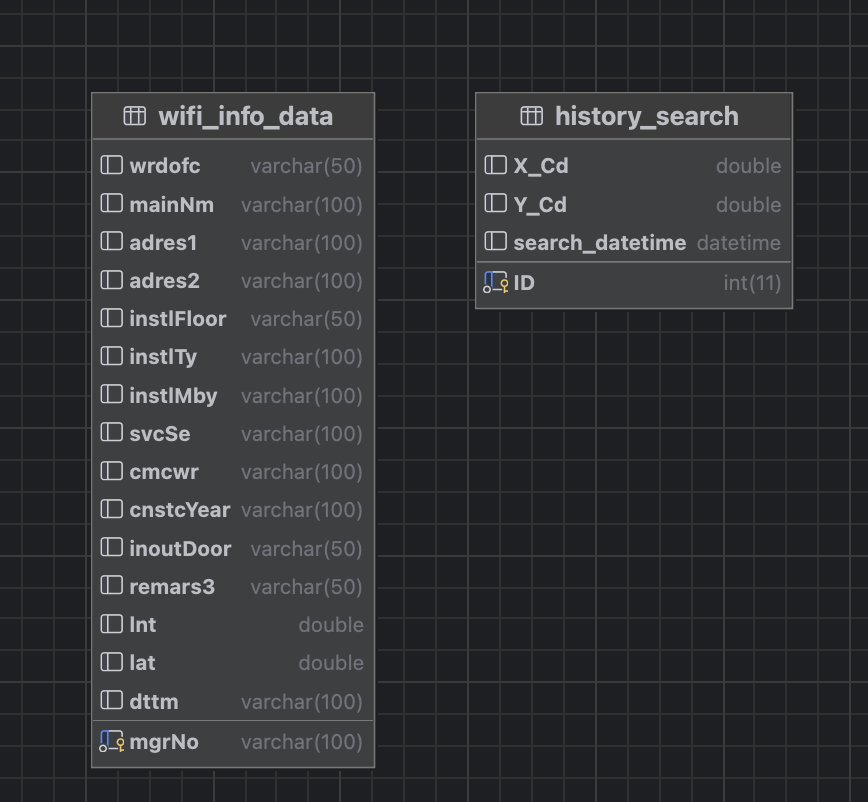 wifi_info_data
wrdofc varchar(50)
mainNm varchar(100)
adres1 varchar(100)
adres2 varchar(100)
instlFloor varchar(50)
instlTy varchar(100)
instlMby varchar(100)
svcSe varchar(100)
cmcwr varchar(100)
cnstcYear varchar(100)
inoutDoor varchar(50)
remars3 varchar(50)
lnt double
lat double
dttm varchar(100)
mgrNo varchar(100)
history_search
X_Cd double
Y_Cd double
search_datetime datetime
ID int(11)